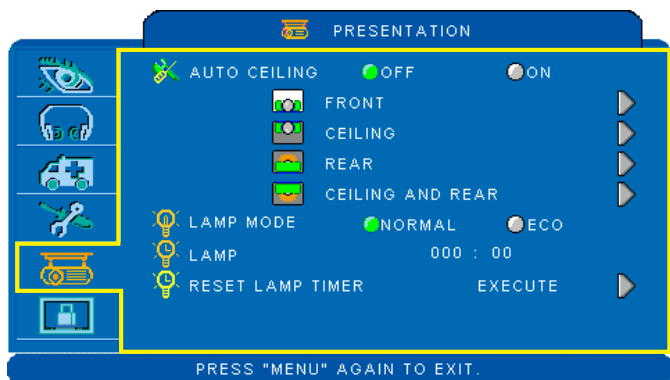 PRESENTATION
AUTO CEILING OFF ON
FRONT
CEILING
REAR
CEILING AND REAR
LAMP MODE NORMAL ECO
LAMP 000 : 00
RESET LAMP TIMER EXECUTE
PRESS "MENU" AGAIN TO EXIT.